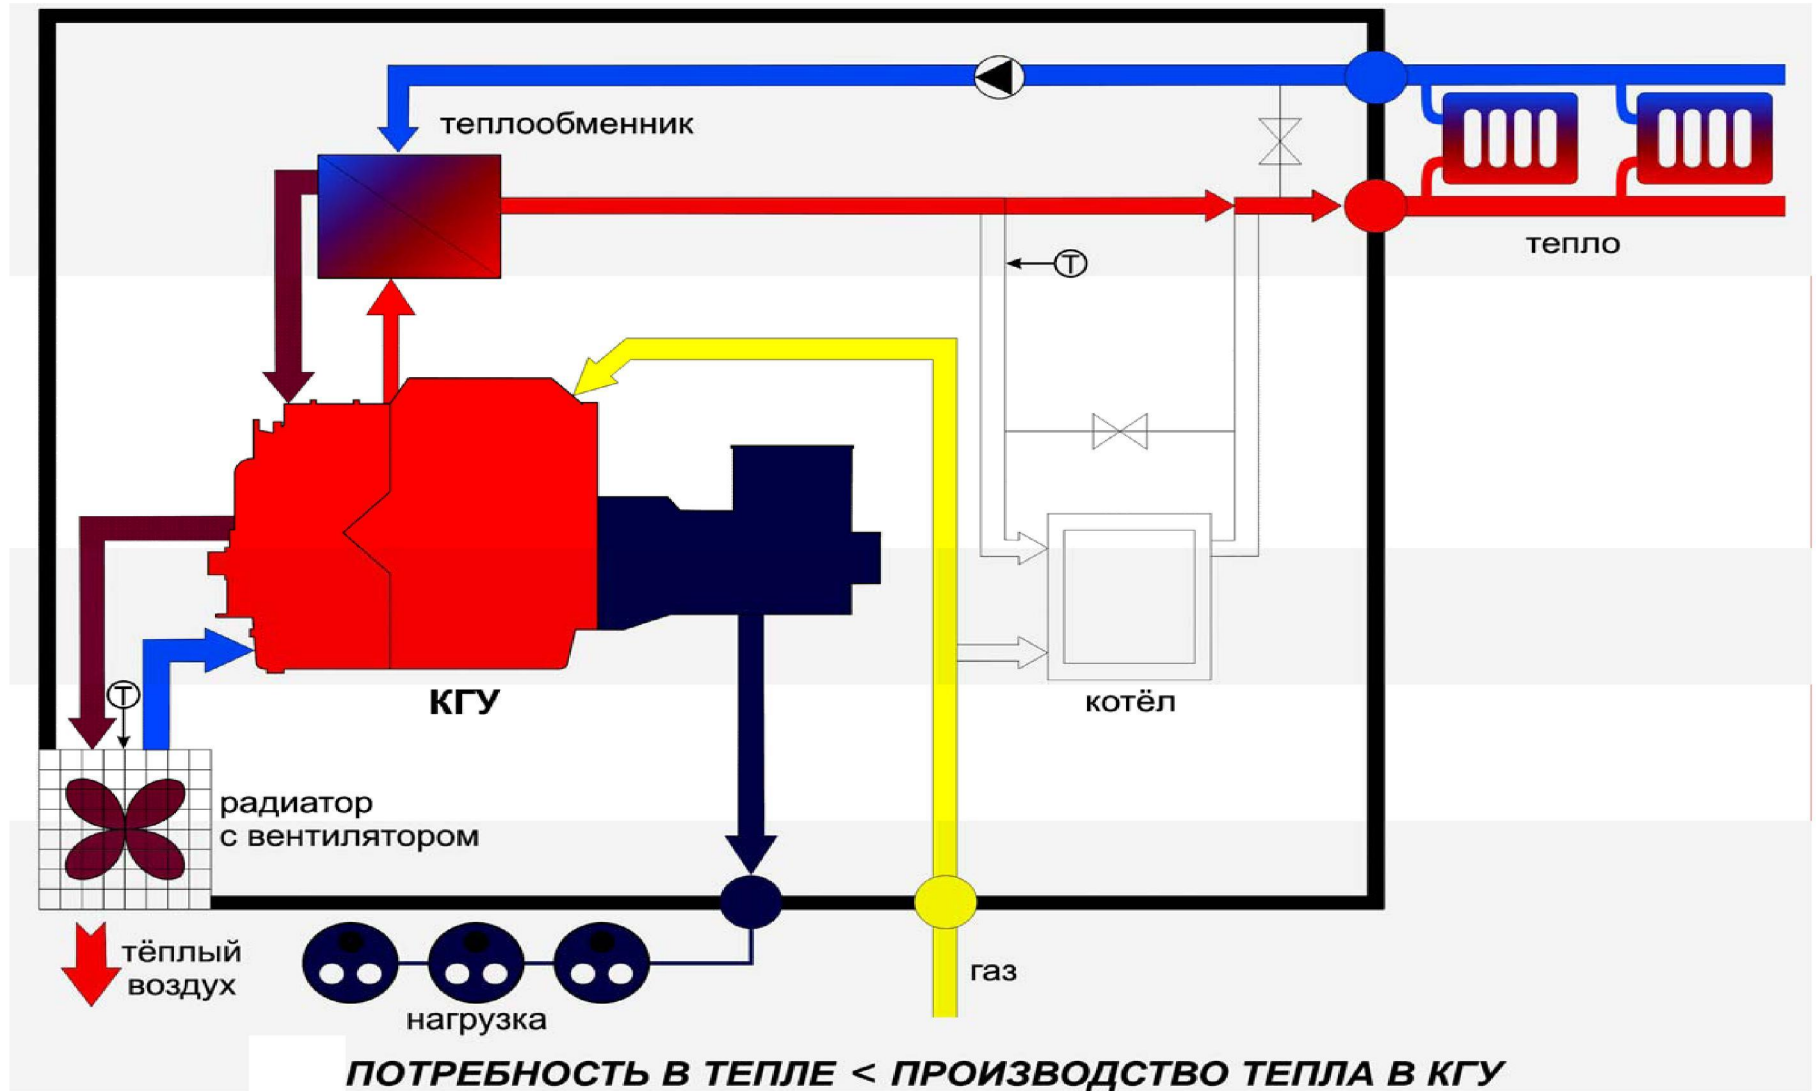 теплообменник
тепло
T
КГУ
котёл
T
радиатор
с вентилятором
тёплый
воздух
газ
нагрузка
ПОТРЕБНОСТЬ В ТЕПЛЕ < ПРОИЗВОДСТВО ТЕПЛА В КГУ